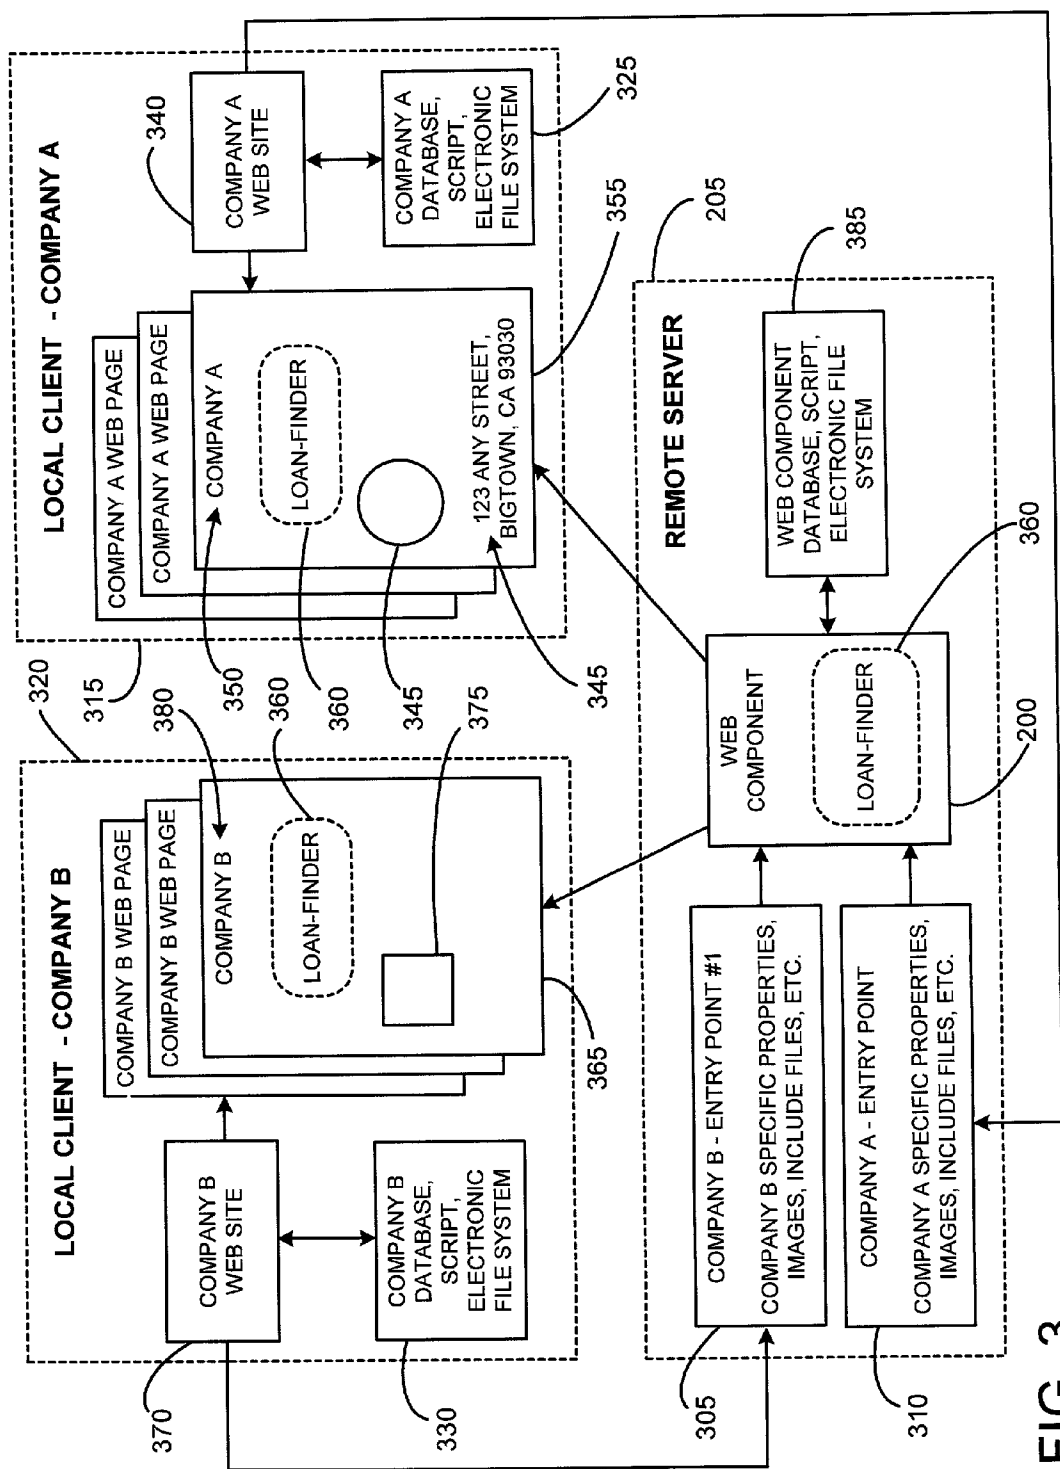 LOCAL CLIENT - COMPANY B
COMPANY B WEB PAGE
COMPANY B WEB PAGE
COMPANY B
LOAN-FINDER
COMPANY B
WEB SITE
COMPANY B
DATABASE,
SCRIPT,
ELECTRONIC
FILE SYSTEM
370
330
365
375
360
380
320
LOCAL CLIENT - COMPANY A
COMPANY A WEB PAGE
COMPANY A WEB PAGE
COMPANY A
LOAN-FINDER
123 ANY STREET,
BIGTOWN, CA 93030
COMPANY A
WEB SITE
COMPANY A
DATABASE,
SCRIPT,
ELECTRONIC
FILE SYSTEM
315
350
360
345
345
340
325
355
REMOTE SERVER
205
COMPANY B - ENTRY POINT #1
COMPANY B SPECIFIC PROPERTIES,
IMAGES, INCLUDE FILES, ETC.
305
COMPANY A - ENTRY POINT
COMPANY A SPECIFIC PROPERTIES,
IMAGES, INCLUDE FILES, ETC.
310
WEB
COMPONENT
LOAN-FINDER
200
360
WEB COMPONENT
DATABASE, SCRIPT,
ELECTRONIC FILE
SYSTEM
385
FIG. 3